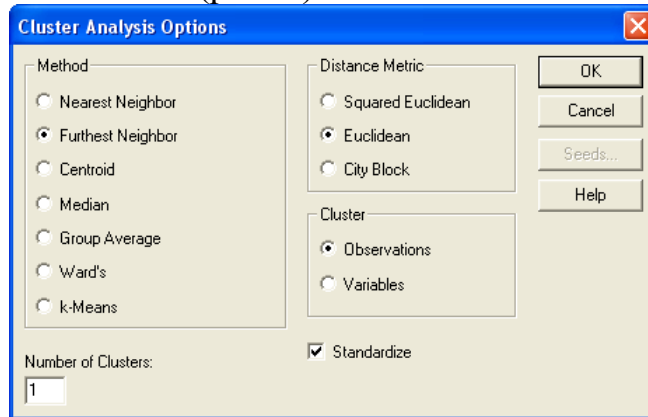 Cluster Analysis Options
Method
Nearest Neighbor
Furthest Neighbor
Centroid
Median
Group Average
Ward's
k-Means
Number of Clusters:
1
Distance Metric
Squared Euclidean
Euclidean
City Block
Cluster
Observations
Variables
Standardize
OK
Cancel
Seeds...
Help